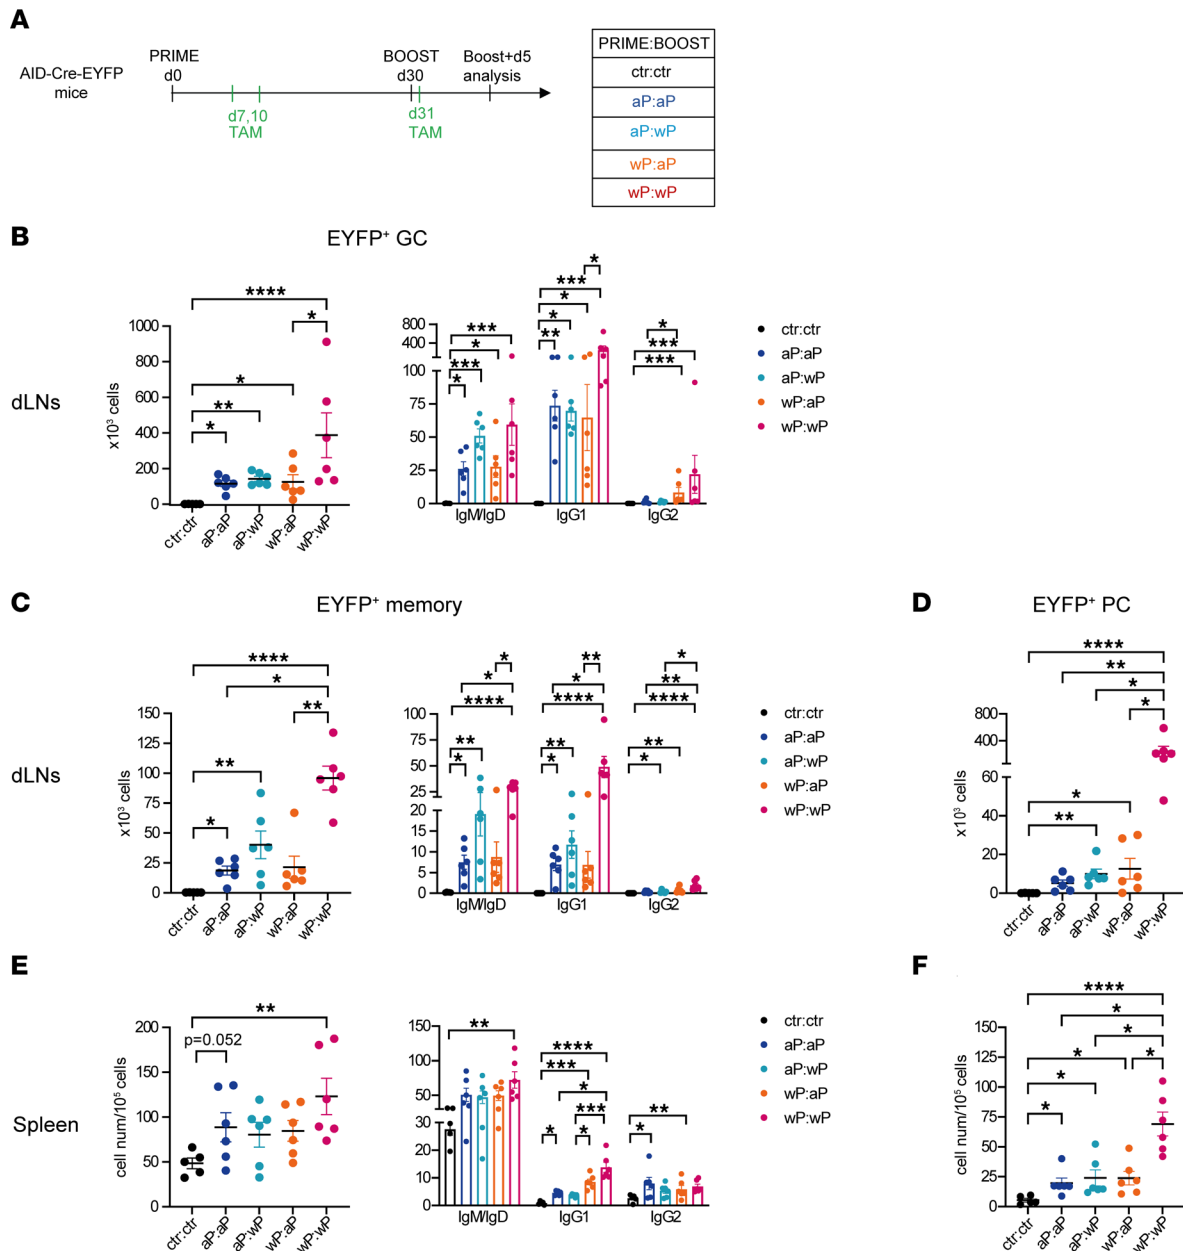 A
PRIME
d0
BOOST
d30
Boost+d5
analysis
AID-Cre-EYFP
mice
d7,10
TAM
d31
TAM
PRIME:BOOST
ctr:ctr
aP:aP
aP:wP
wP:aP
wP:wP
B
EYFP⁺ GC
dLNs
x10³ cells
1000
800
600
400
200
0
****
*
*
**
*
ctr:ctr
aP:aP
aP:wP
wP:aP
wP:wP
800
400
100
75
50
25
0
***
*
***
*
*
***
*
*
**
*
***
***
IgM/IgD
IgG1
IgG2
ctr:ctr
aP:aP
aP:wP
wP:aP
wP:wP
C
EYFP⁺ memory
dLNs
x10³ cells
150
125
100
75
50
25
0
****
*
**
**
*
ctr:ctr
aP:aP
aP:wP
wP:aP
wP:wP
100
75
50
25
20
15
10
5
0
*
*
****
**
*
**
*
****
**
*
*
**
****
**
*
IgM/IgD
IgG1
IgG2
ctr:ctr
aP:aP
aP:wP
wP:aP
wP:wP
D
EYFP⁺ PC
x10³ cells
800
400
60
40
20
0
****
**
*
*
*
**
ctr:ctr
aP:aP
aP:wP
wP:aP
wP:wP
E
Spleen
cell num/10⁵ cells
200
150
100
50
0
**
p=0.052
ctr:ctr
aP:aP
aP:wP
wP:aP
wP:wP
150
100
50
30
20
10
0
**
****
***
*
***
*
*
**
*
IgM/IgD
IgG1
IgG2
ctr:ctr
aP:aP
aP:wP
wP:aP
wP:wP
F
cell num/10⁵ cells
150
125
100
75
50
25
0
****
*
*
*
*
*
*
ctr:ctr
aP:aP
aP:wP
wP:aP
wP:wP